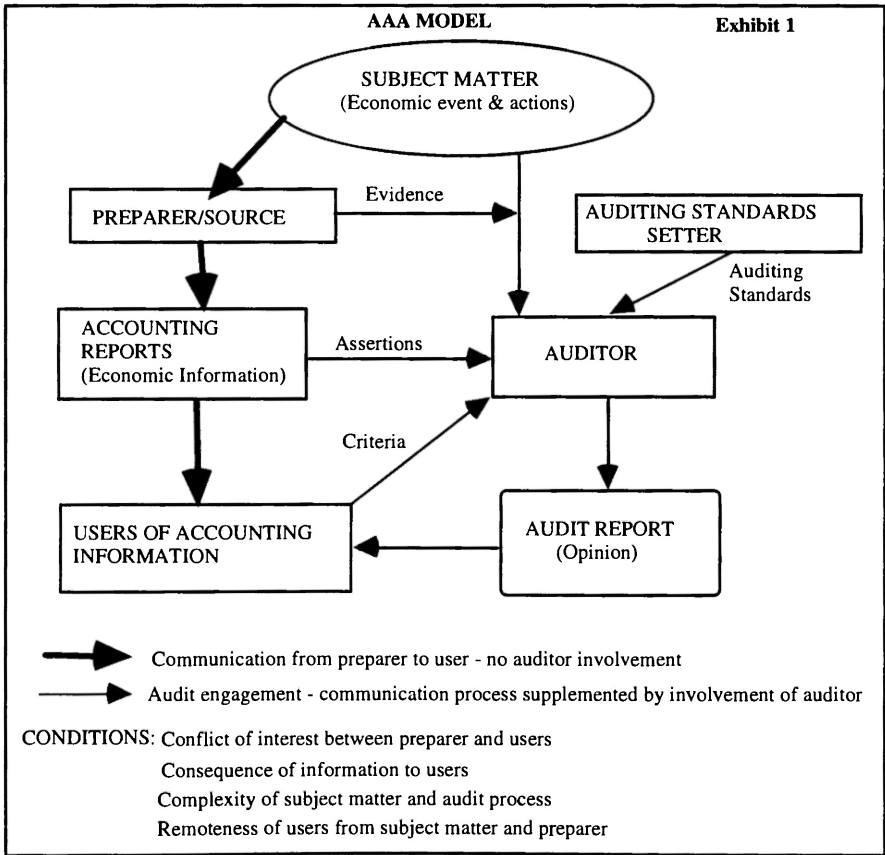 AAA MODEL
Exhibit 1
SUBJECT MATTER
(Economic event & actions)
Evidence
PREPARER/SOURCE
AUDITING STANDARDS
SETTER
Auditing
Standards
ACCOUNTING
REPORTS
(Economic Information)
Assertions
AUDITOR
Criteria
USERS OF ACCOUNTING
INFORMATION
AUDIT REPORT
(Opinion)
Communication from preparer to user - no auditor involvement
Audit engagement - communication process supplemented by involvement of auditor
CONDITIONS: Conflict of interest between preparer and users
Consequence of information to users
Complexity of subject matter and audit process
Remoteness of users from subject matter and preparer